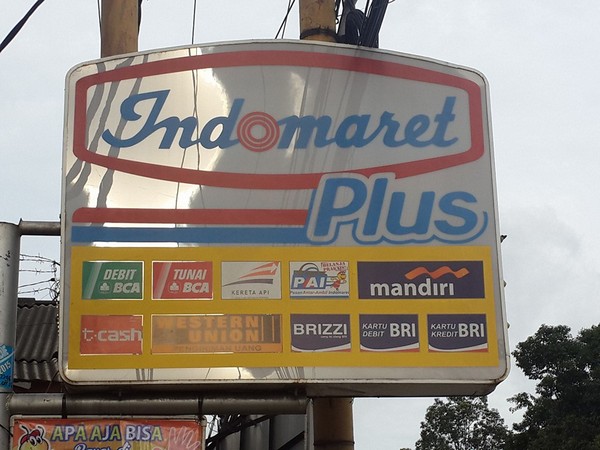 Indomaret
Plus
DEBIT BCA
TUNAI BCA
KERETA API
PAI
mandiri
t-cash
WESTERN UNION
BRIZZI
KARTU DEBIT BRI
KARTU KREDIT BRI
APA AJA BISA